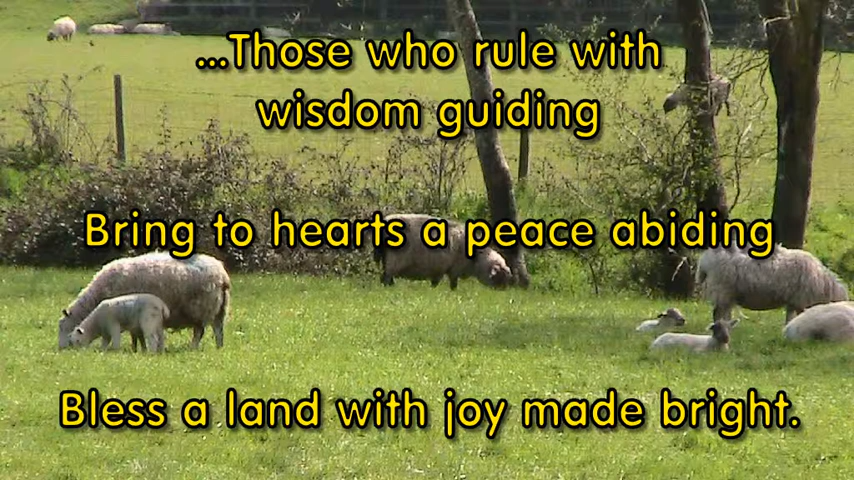 ...Those who rule with
wisdom guiding
Bring to hearts a peace abiding
Bless a land with joy made bright.